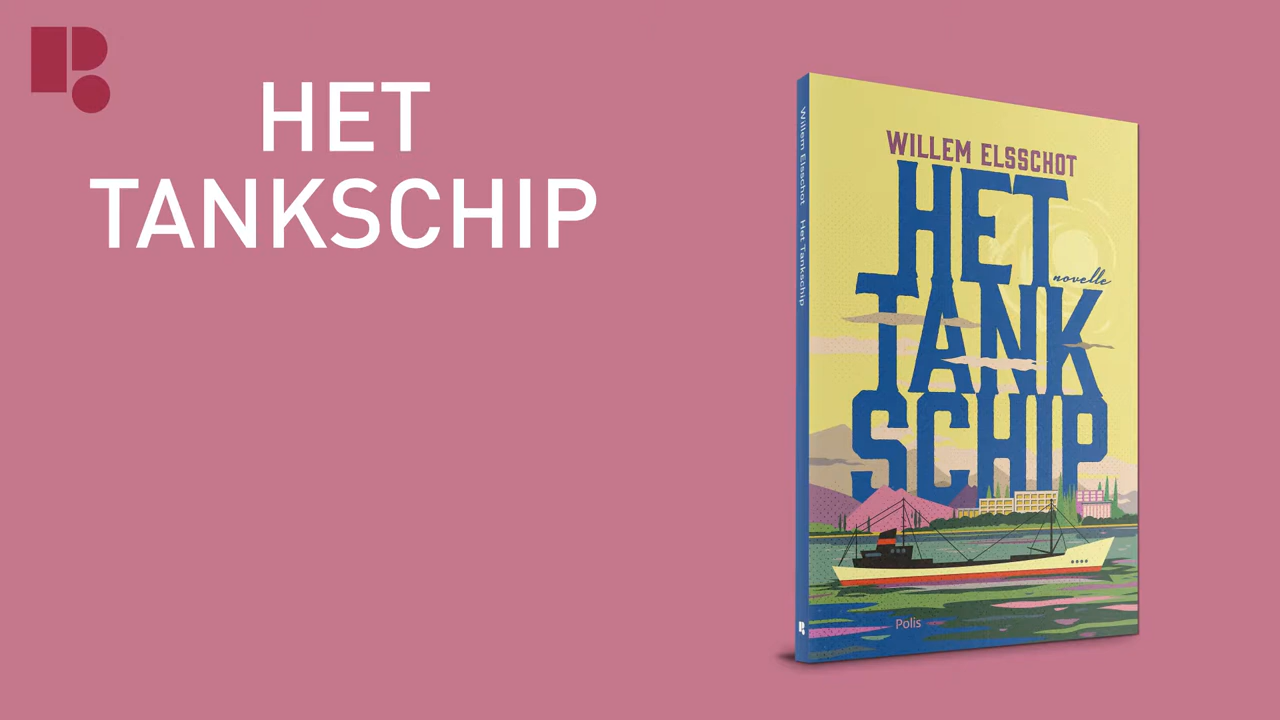 HET
TANKSCHIP
WILLEM ELSSCHOT
HET
novelle
TANK
SCHIP
Polis
Willem Elsschot Het Tankschip